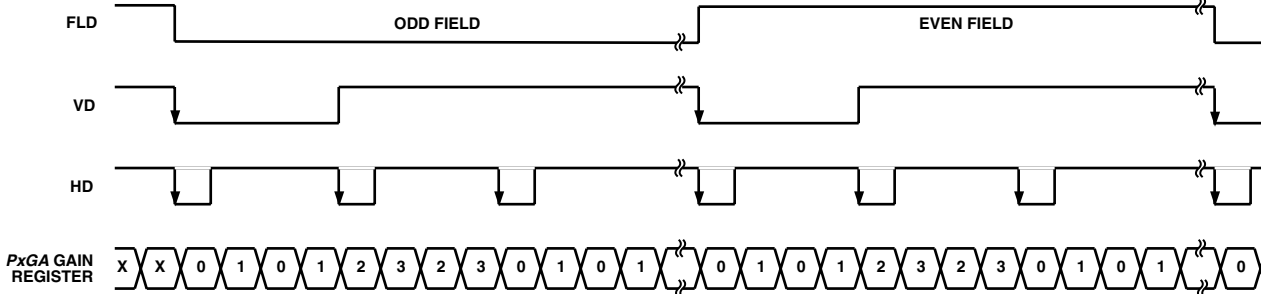 FLD
ODD FIELD
EVEN FIELD
VD
HD
PxGA GAIN
REGISTER
X X 0 1 0 1 2 3 2 3 0 1 0 1 0 1 0 1 2 3 2 3 0 1 0 1 0